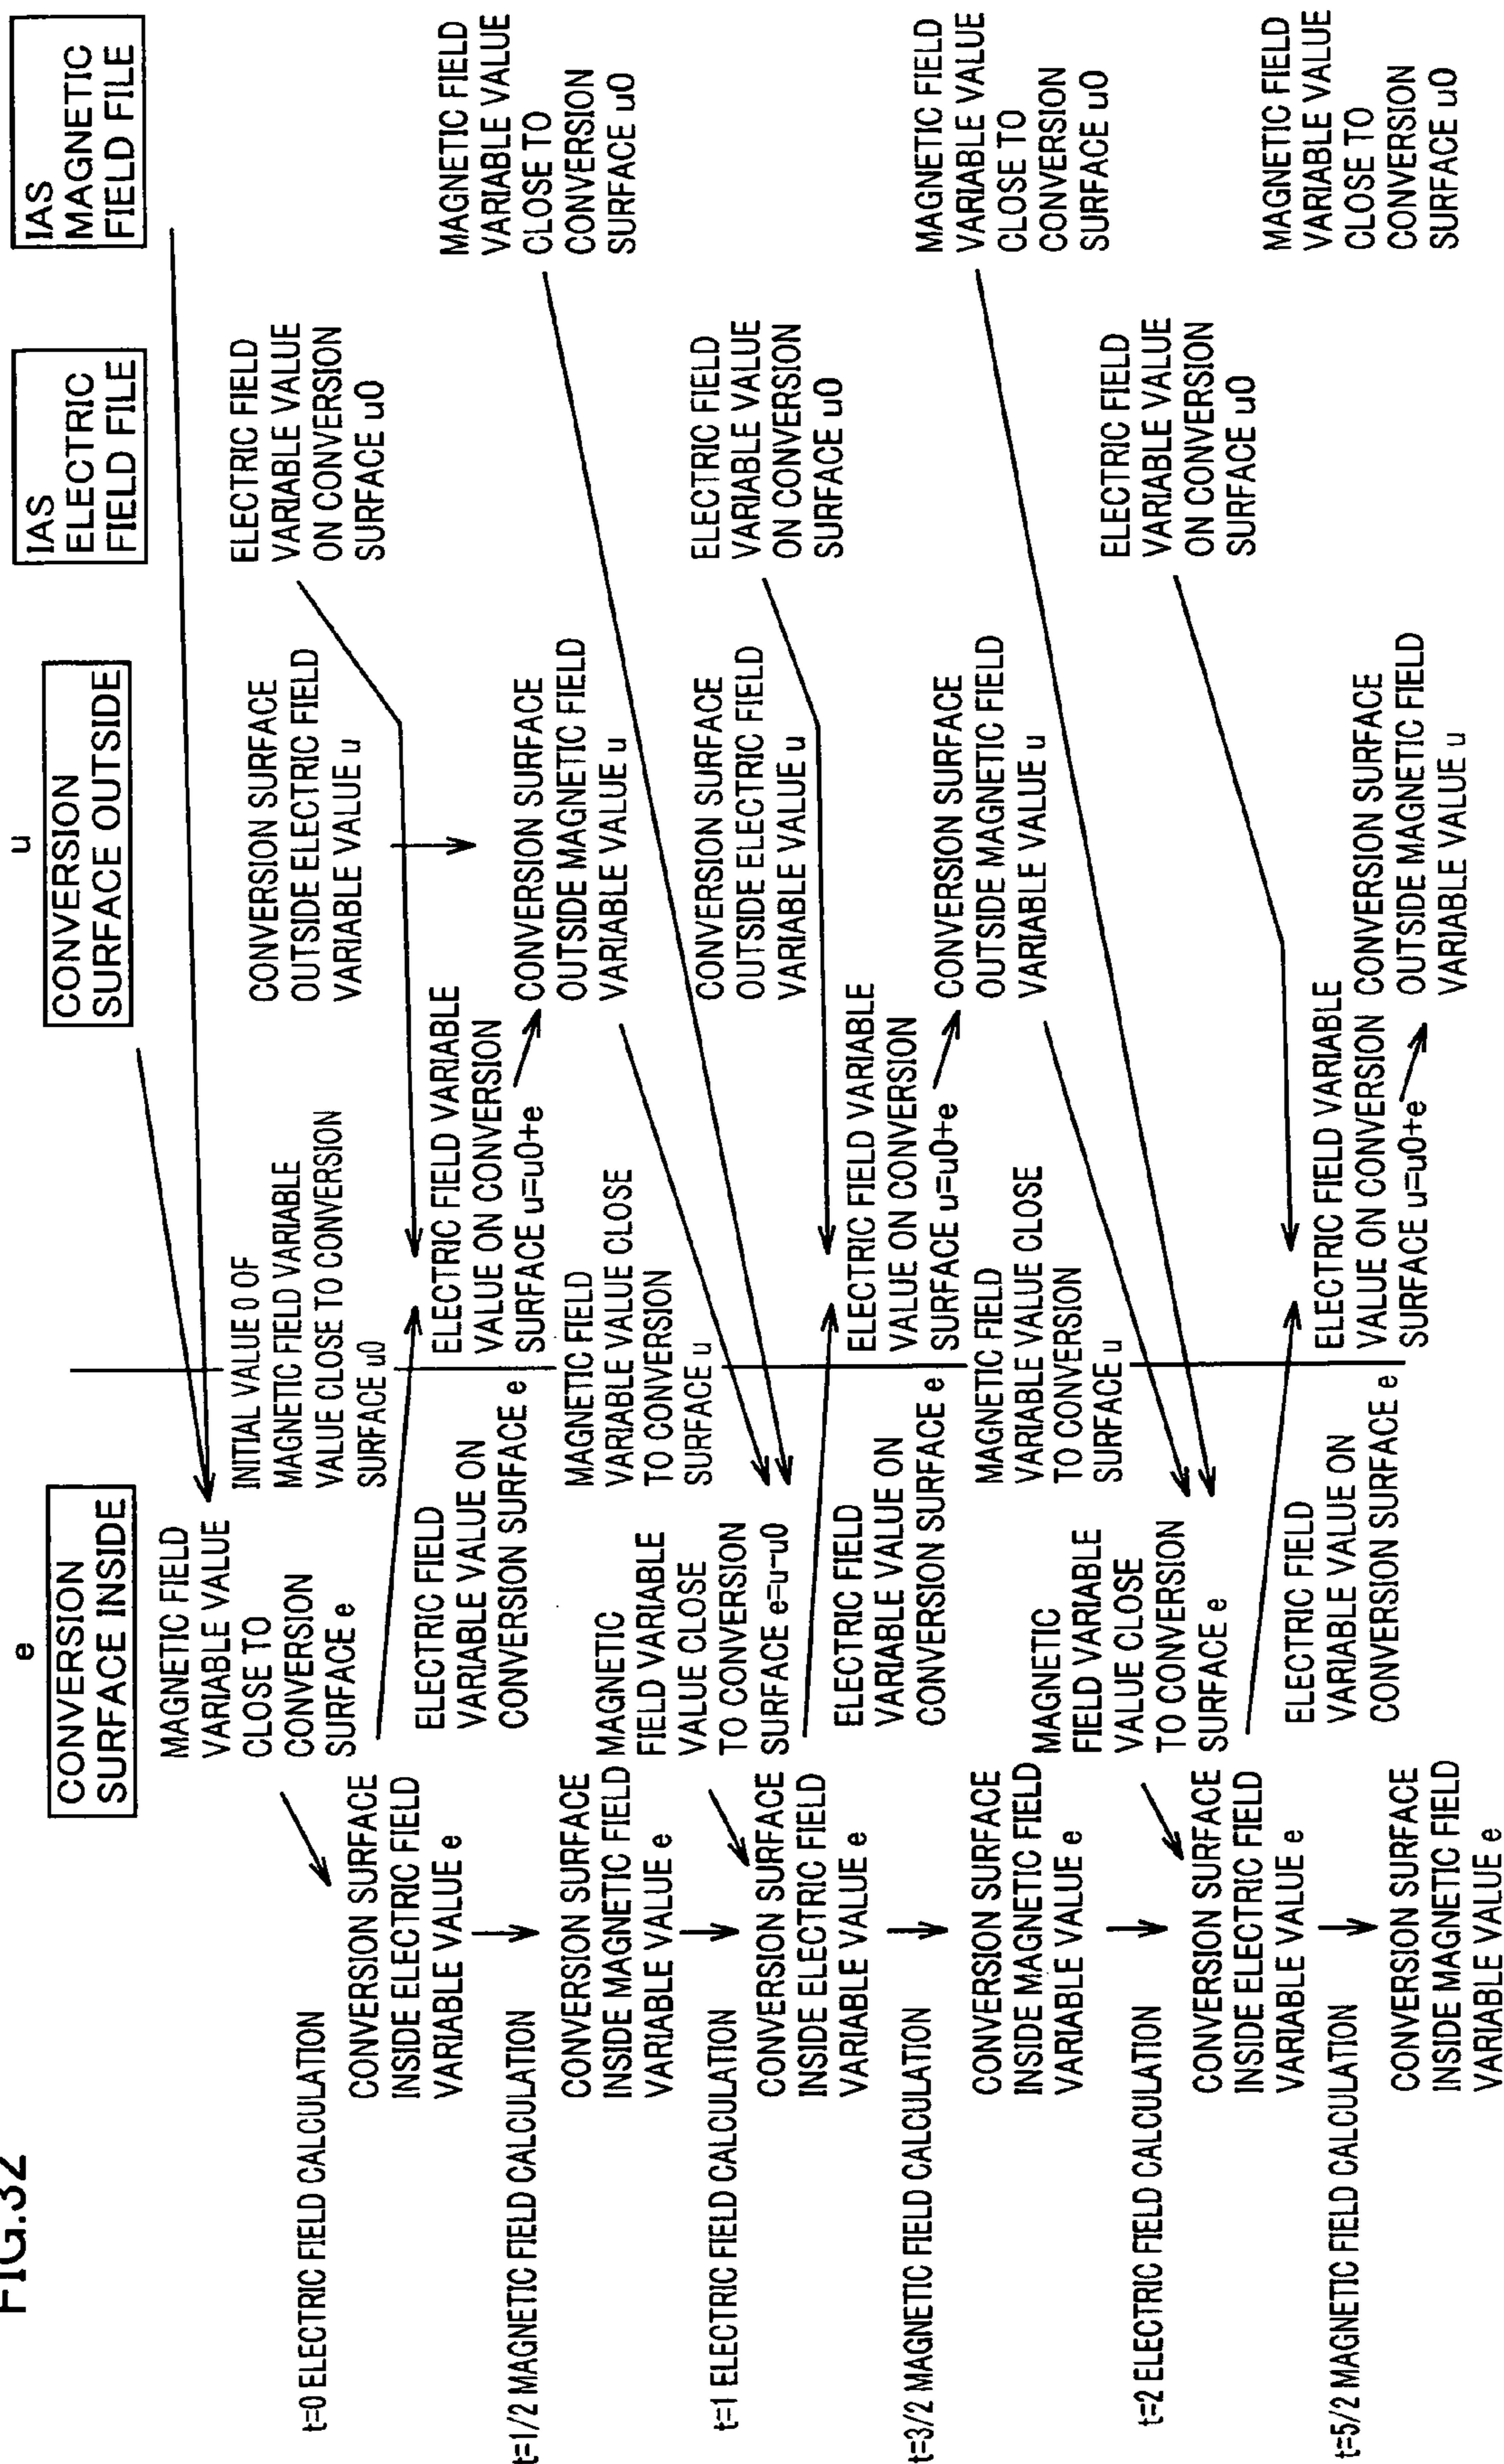 FIG.32
e
CONVERSION
SURFACE INSIDE
u
CONVERSION
SURFACE OUTSIDE
IAS
ELECTRIC
FIELD FILE
IAS
MAGNETIC
FIELD FILE
MAGNETIC FIELD
VARIABLE VALUE
CLOSE TO
CONVERSION
SURFACE e
INITIAL VALUE 0 OF
MAGNETIC FIELD VARIABLE
VALUE CLOSE TO CONVERSION
SURFACE u0
CONVERSION SURFACE
OUTSIDE ELECTRIC FIELD
VARIABLE VALUE u
ELECTRIC FIELD
VARIABLE VALUE
ON CONVERSION
SURFACE u0
t=0 ELECTRIC FIELD CALCULATION
CONVERSION SURFACE
INSIDE ELECTRIC FIELD
VARIABLE VALUE e
ELECTRIC FIELD
VARIABLE VALUE ON
CONVERSION SURFACE e
ELECTRIC FIELD VARIABLE
VALUE ON CONVERSION
SURFACE u=u0+e
MAGNETIC FIELD
VARIABLE VALUE
CLOSE TO
CONVERSION
SURFACE u0
t=1/2 MAGNETIC FIELD CALCULATION
CONVERSION SURFACE
INSIDE MAGNETIC FIELD
VARIABLE VALUE e
MAGNETIC
FIELD VARIABLE
VALUE CLOSE
TO CONVERSION
SURFACE e=u-u0
MAGNETIC FIELD
VARIABLE VALUE CLOSE
TO CONVERSION
SURFACE u
CONVERSION SURFACE
OUTSIDE MAGNETIC FIELD
VARIABLE VALUE u
CONVERSION SURFACE
OUTSIDE ELECTRIC FIELD
VARIABLE VALUE u
ELECTRIC FIELD
VARIABLE VALUE
ON CONVERSION
SURFACE u0
t=1 ELECTRIC FIELD CALCULATION
CONVERSION SURFACE
INSIDE ELECTRIC FIELD
VARIABLE VALUE e
ELECTRIC FIELD
VARIABLE VALUE ON
CONVERSION SURFACE e
ELECTRIC FIELD VARIABLE
VALUE ON CONVERSION
SURFACE u=u0+e
MAGNETIC FIELD
VARIABLE VALUE
CLOSE TO
CONVERSION
SURFACE u0
t=3/2 MAGNETIC FIELD CALCULATION
CONVERSION SURFACE
INSIDE MAGNETIC FIELD
VARIABLE VALUE e
MAGNETIC
FIELD VARIABLE
VALUE CLOSE
TO CONVERSION
SURFACE e
MAGNETIC FIELD
VARIABLE VALUE CLOSE
TO CONVERSION
SURFACE u
CONVERSION SURFACE
OUTSIDE MAGNETIC FIELD
VARIABLE VALUE u
ELECTRIC FIELD
VARIABLE VALUE
ON CONVERSION
SURFACE u0
t=2 ELECTRIC FIELD CALCULATION
CONVERSION SURFACE
INSIDE ELECTRIC FIELD
VARIABLE VALUE e
ELECTRIC FIELD
VARIABLE VALUE ON
CONVERSION SURFACE e
ELECTRIC FIELD VARIABLE
VALUE ON CONVERSION
SURFACE u=u0+e
CONVERSION SURFACE
OUTSIDE MAGNETIC FIELD
VARIABLE VALUE u
MAGNETIC FIELD
VARIABLE VALUE
CLOSE TO
CONVERSION
SURFACE u0
t=5/2 MAGNETIC FIELD CALCULATION
CONVERSION SURFACE
INSIDE MAGNETIC FIELD
VARIABLE VALUE e